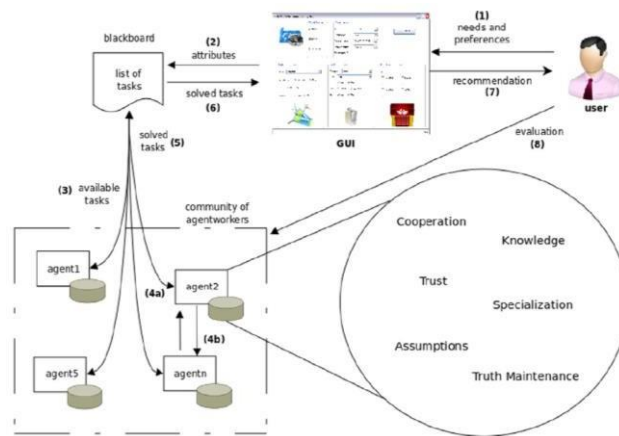 blackboard
list of
tasks
(2)
attributes
solved tasks
(6)
GUI
(1)
needs and
preferences
recommendation
(7)
user
evaluation
(8)
solved
tasks
(5)
(3)
available
tasks
community of
agentworkers
agent1
agent2
(4a)
(4b)
agent5
agentn
Cooperation
Knowledge
Trust
Specialization
Assumptions
Truth Maintenance